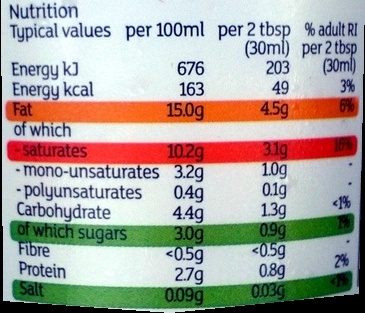 Nutrition
Typical values per 100ml per 2 tbsp (30ml) % adult RI per 2 tbsp (30ml)
Energy kJ 676 203
Energy kcal 163 49 3%
Fat 15.0g 4.5g 6%
of which
- saturates 10.2g 3.1g 16%
- mono-unsaturates 3.2g 1.0g -
- polyunsaturates 0.4g 0.1g -
Carbohydrate 4.4g 1.3g <1%
of which sugars 3.0g 0.9g 1%
Fibre <0.5g <0.5g -
Protein 2.7g 0.8g 2%
Salt 0.09g 0.03g <1%